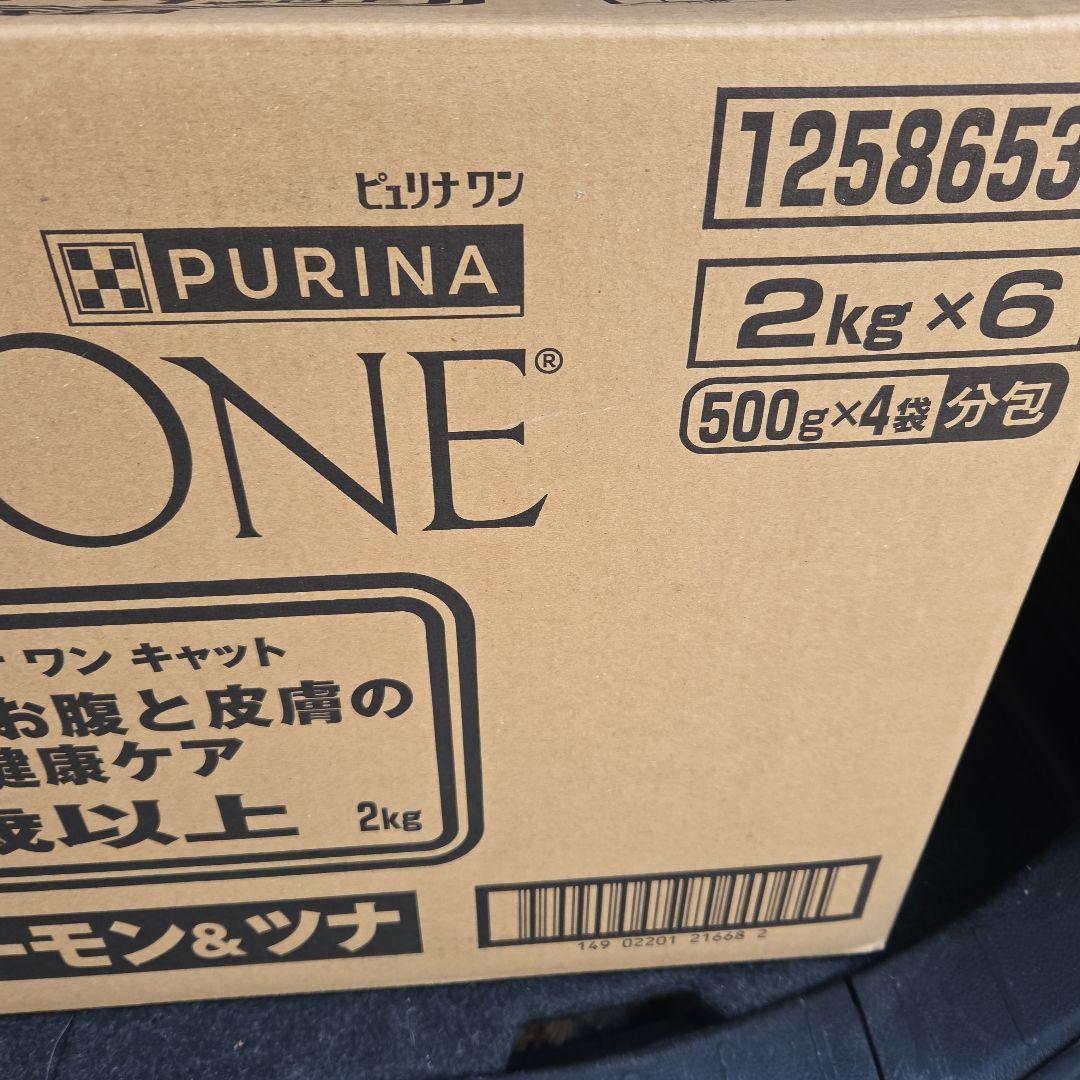 ピュリナ ワン
PURINA
ONE®
1258653
2kg ×6
500g×4袋 分包
ワン キャット
お腹と皮膚の
健康ケア
歳以上 2kg
ーモン&ツナ
149 02201 21668 2